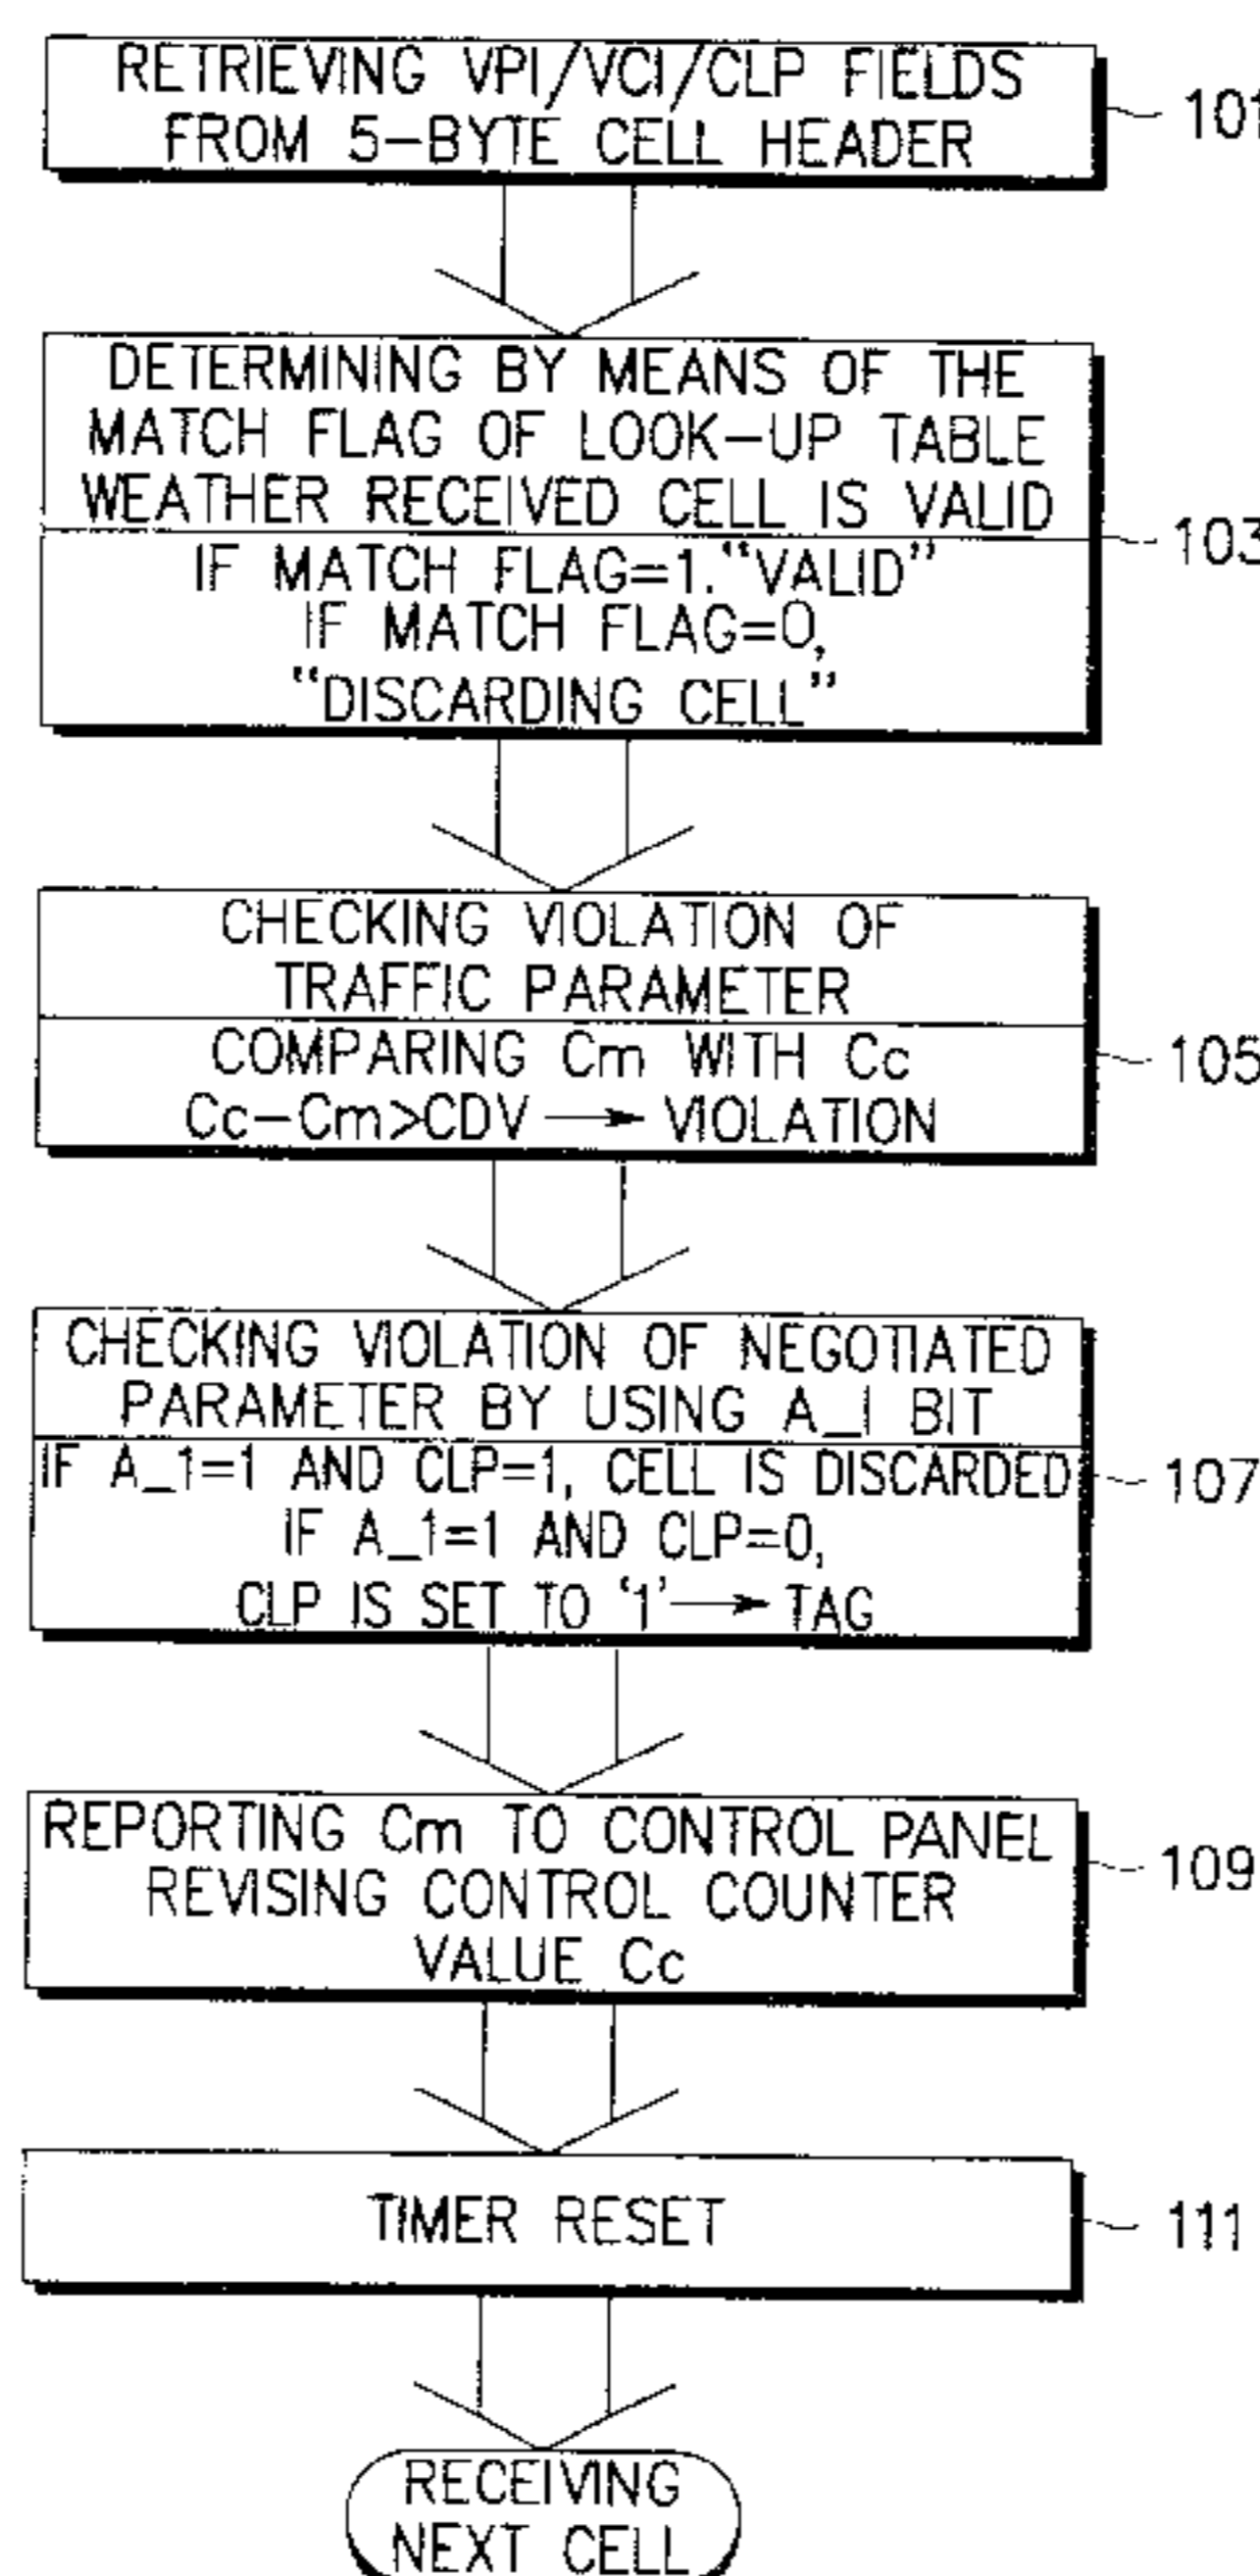 RETRIEVING VPI/VCI/CLP FIELDS
FROM 5-BYTE CELL HEADER
101
DETERMINING BY MEANS OF THE
MATCH FLAG OF LOOK-UP TABLE
WEATHER RECEIVED CELL IS VALID
103
IF MATCH FLAG=1."VALID"
IF MATCH FLAG=0,
"DISCARDING CELL"
CHECKING VIOLATION OF
TRAFFIC PARAMETER
COMPARING Cm WITH Cc
105
Cc-Cm>CDV → VIOLATION
CHECKING VIOLATION OF NEGOTIATED
PARAMETER BY USING A_I BIT
IF A_1=1 AND CLP=1, CELL IS DISCARDED
107
IF A_1=1 AND CLP=0,
CLP IS SET TO '1' → TAG
REPORTING Cm TO CONTROL PANEL
109
REVISING CONTROL COUNTER
VALUE Cc
TIMER RESET
111
RECEIVING
NEXT CELL